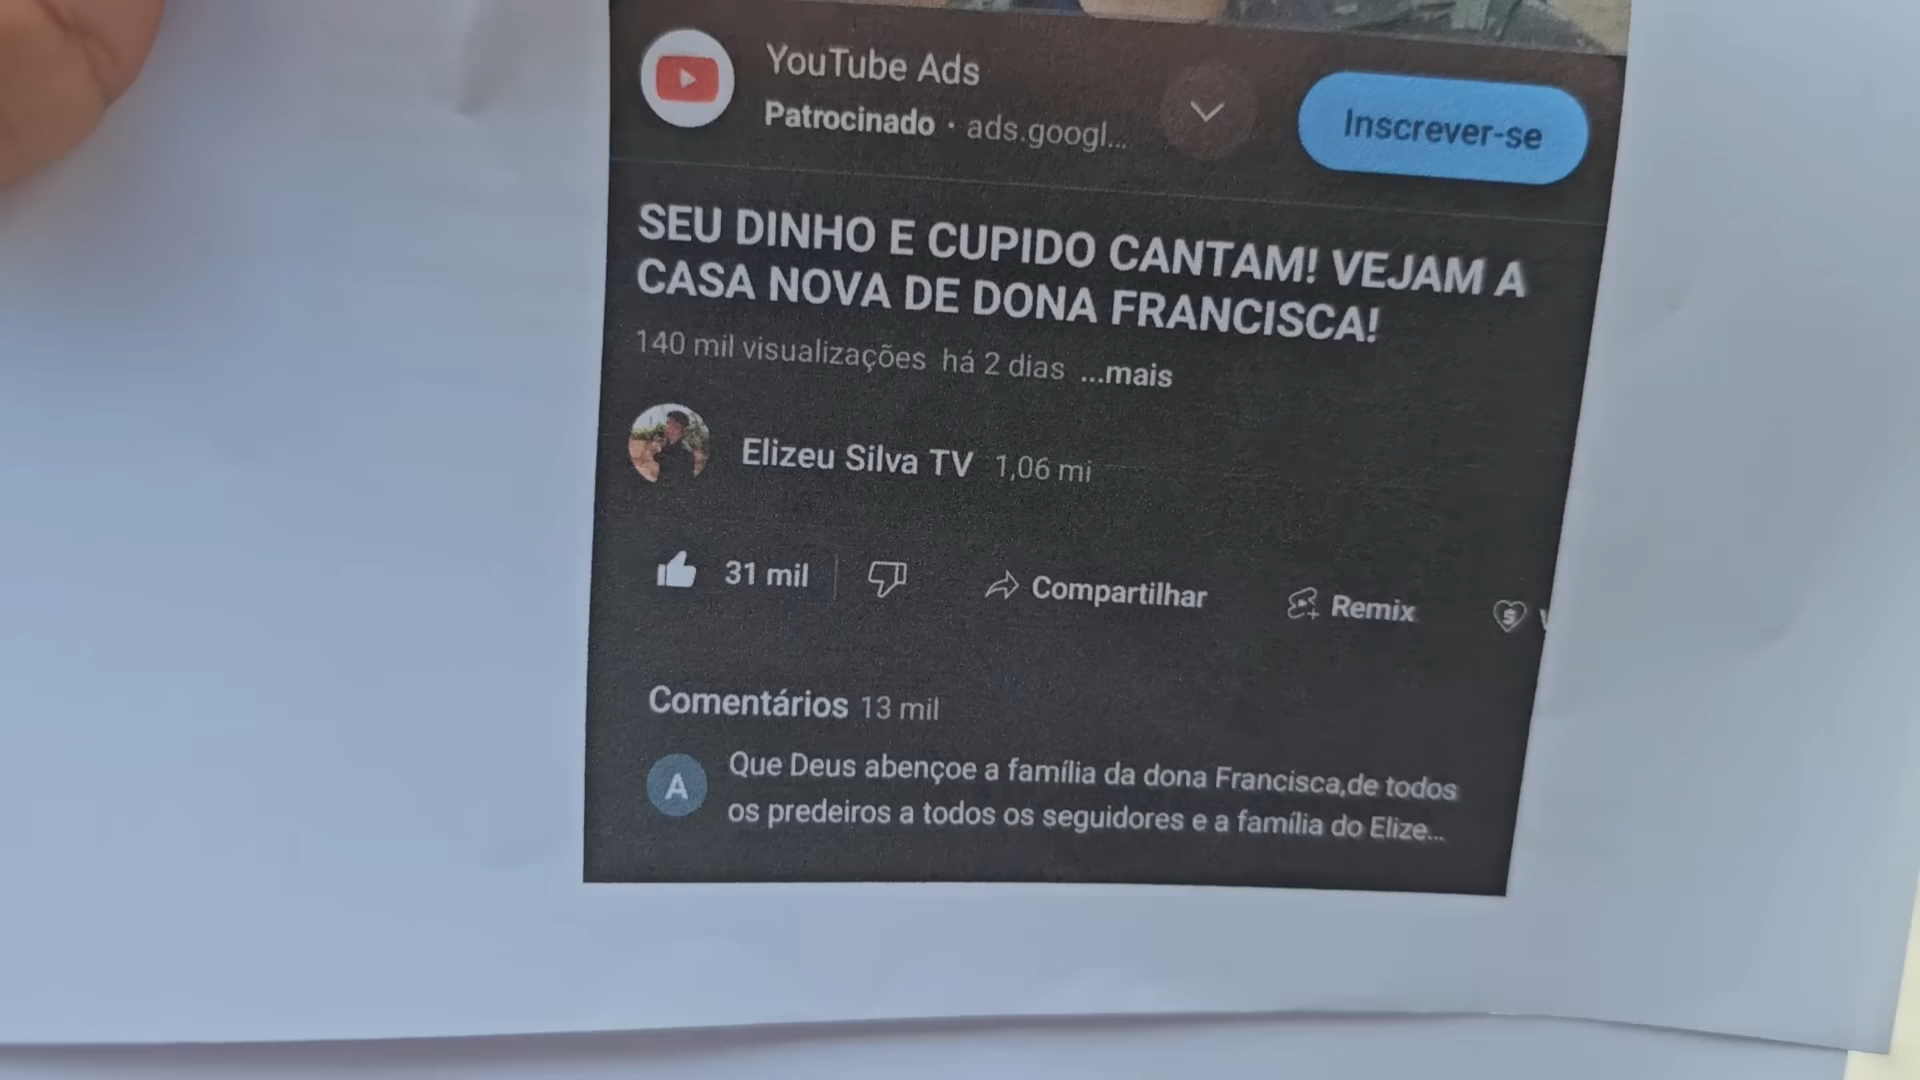 YouTube Ads
Patrocinado · ads.googl...
Inscrever-se
SEU DINHO E CUPIDO CANTAM! VEJAM A
CASA NOVA DE DONA FRANCISCA!
140 mil visualizações há 2 dias ...mais
Elizeu Silva TV 1,06 mi
31 mil
Compartilhar
Remix
Comentários 13 mil
A
Que Deus abençoe a família da dona Francisca,de todos
os predeiros a todos os seguidores e a família do Elize...